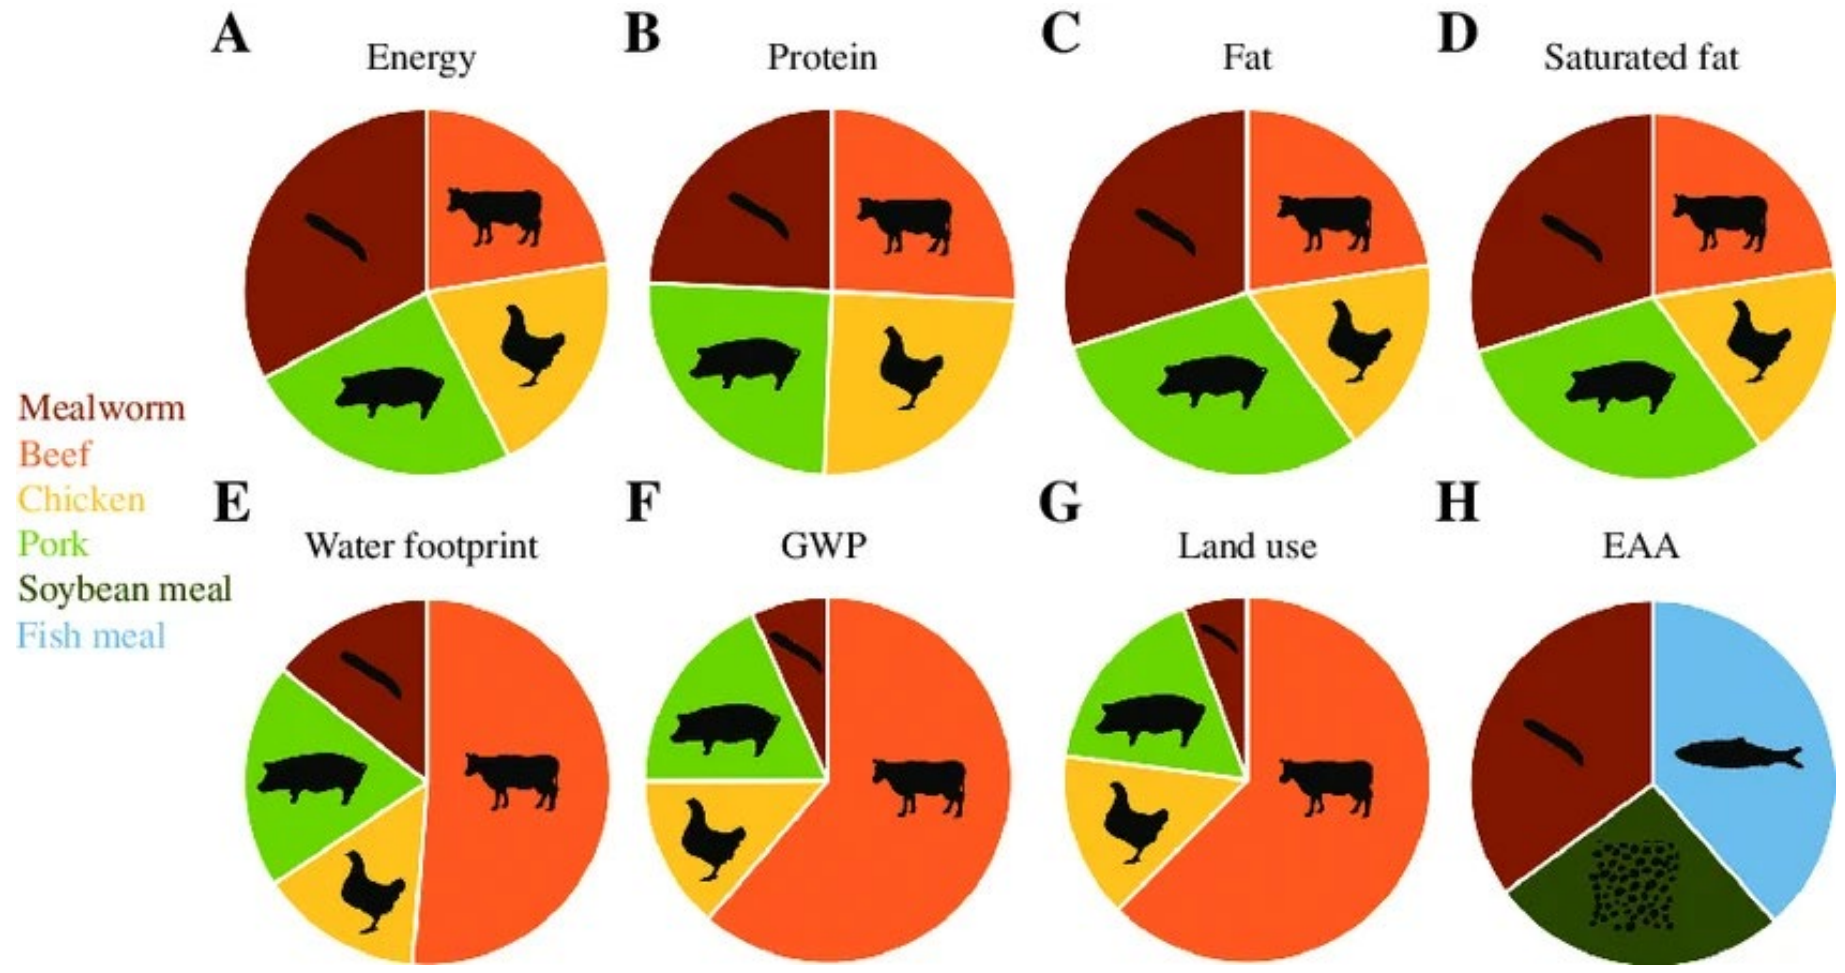 A
Energy
B
Protein
C
Fat
D
Saturated fat
Mealworm
Beef
Chicken
Pork
Soybean meal
Fish meal
E
Water footprint
F
GWP
G
Land use
H
EAA